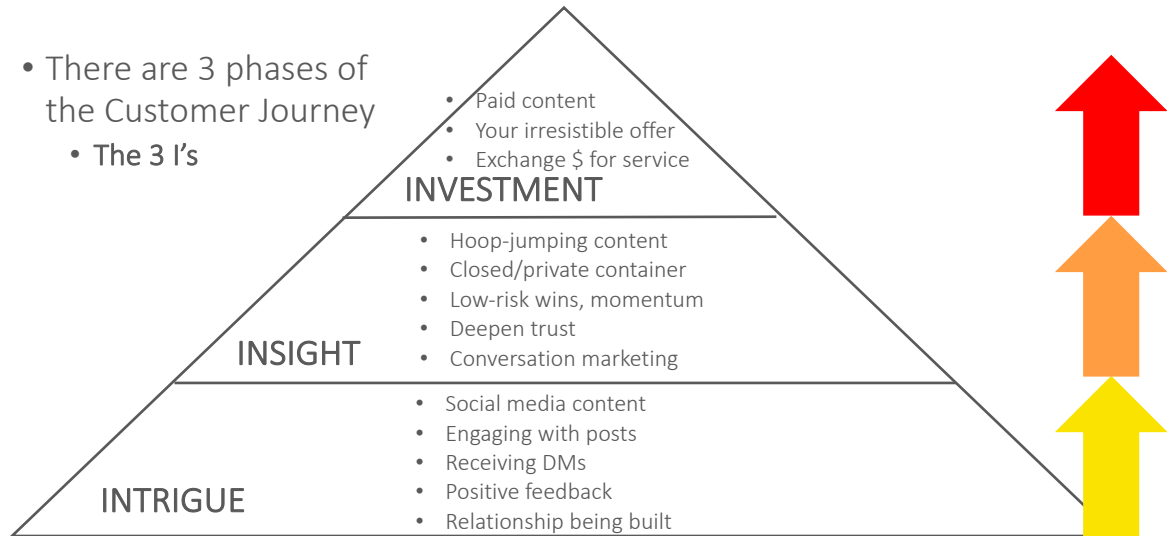 • There are 3 phases of
the Customer Journey
• The 3 I's
• Paid content
• Your irresistible offer
• Exchange $ for service
INVESTMENT
• Hoop-jumping content
• Closed/private container
• Low-risk wins, momentum
• Deepen trust
• Conversation marketing
INSIGHT
• Social media content
• Engaging with posts
• Receiving DMs
• Positive feedback
• Relationship being built
INTRIGUE